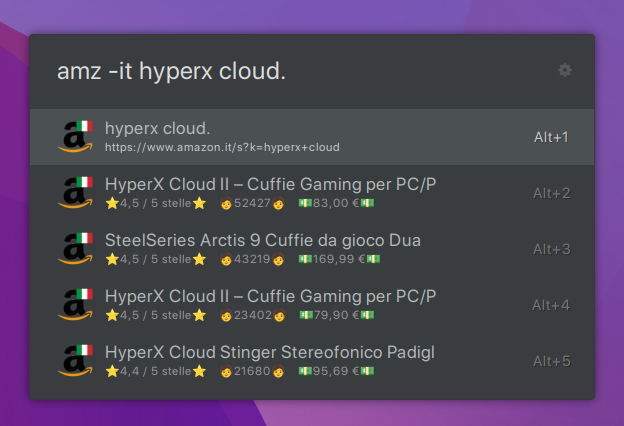 amz -it hyperx cloud.
hyperx cloud.
https://www.amazon.it/s?k=hyperx+cloud
Alt+1
HyperX Cloud II – Cuffie Gaming per PC/P
⭐4,5 / 5 stelle⭐ 🧑52427🧑 💵83,00 €💵
Alt+2
SteelSeries Arctis 9 Cuffie da gioco Dua
⭐4,5 / 5 stelle⭐ 🧑43219🧑 💵169,99 €💵
Alt+3
HyperX Cloud II – Cuffie Gaming per PC/P
⭐4,5 / 5 stelle⭐ 🧑23402🧑 💵79,90 €💵
Alt+4
HyperX Cloud Stinger Stereofonico Padigl
⭐4,4 / 5 stelle⭐ 🧑21680🧑 💵95,69 €💵
Alt+5